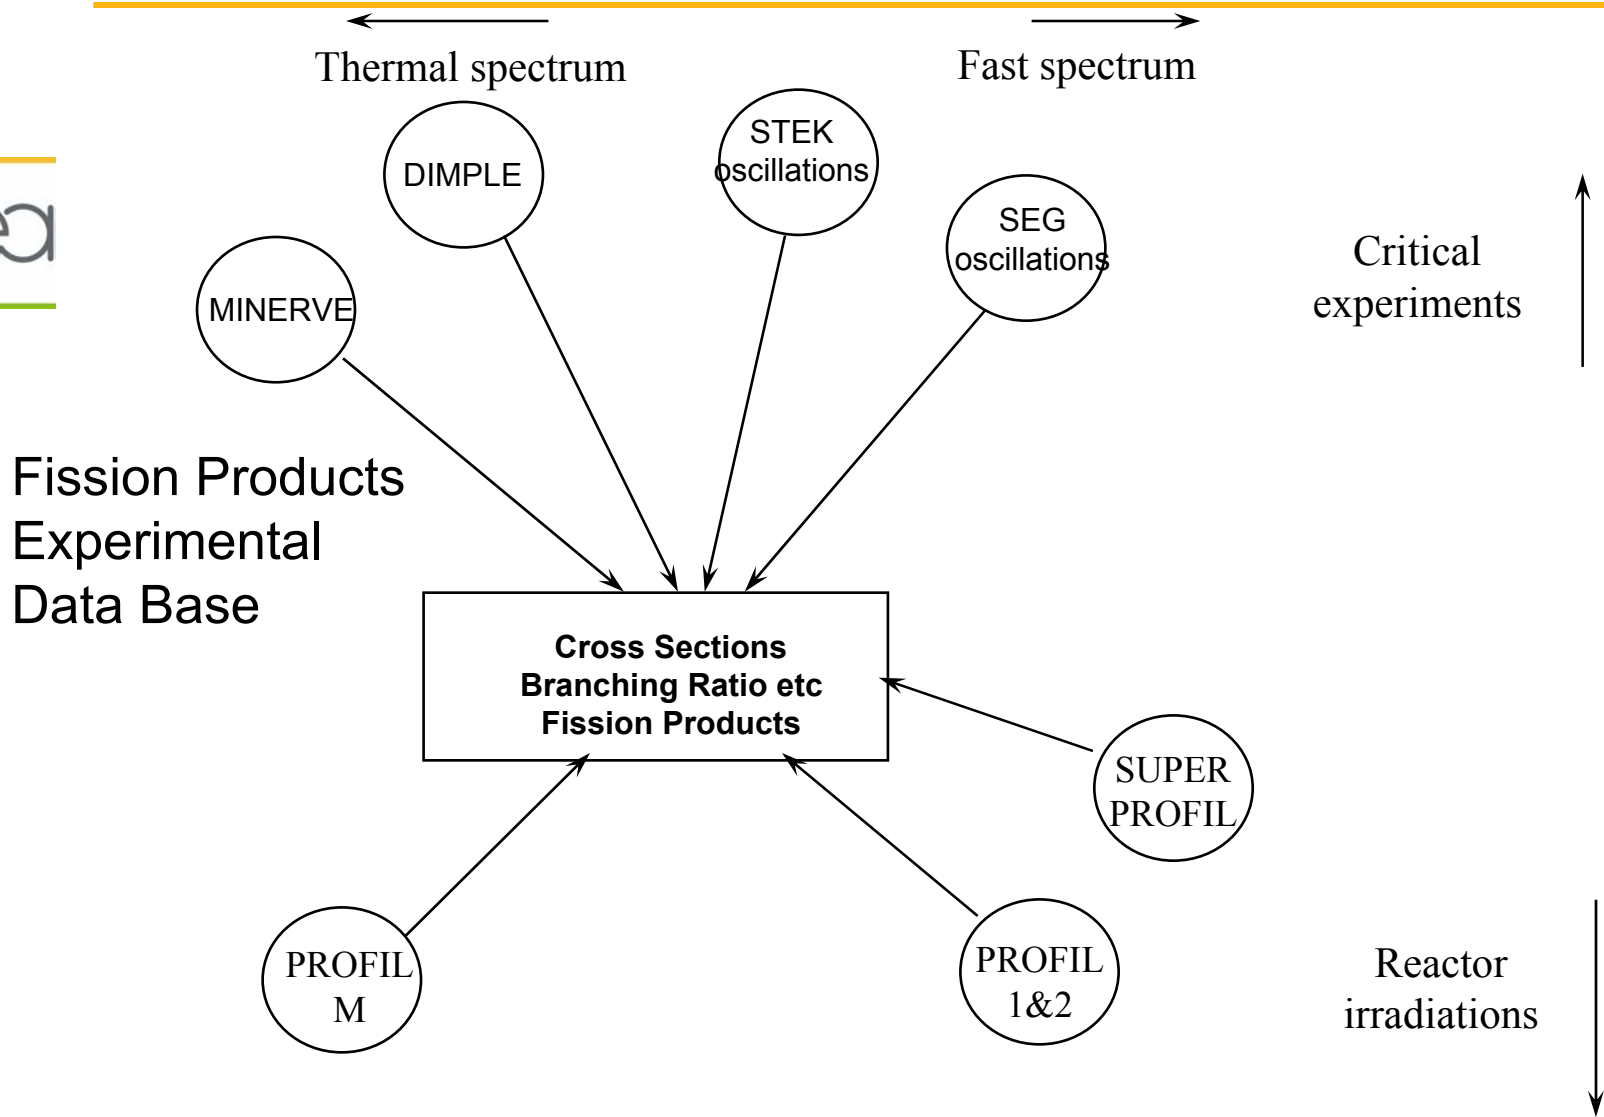 Thermal spectrum
Fast spectrum
DIMPLE
STEK
oscillations
SEG
oscillations
MINERVE
Critical
experiments
Fission Products
Experimental
Data Base
Cross Sections
Branching Ratio etc
Fission Products
SUPER
PROFIL
PROFIL
M
PROFIL
1&2
Reactor
irradiations